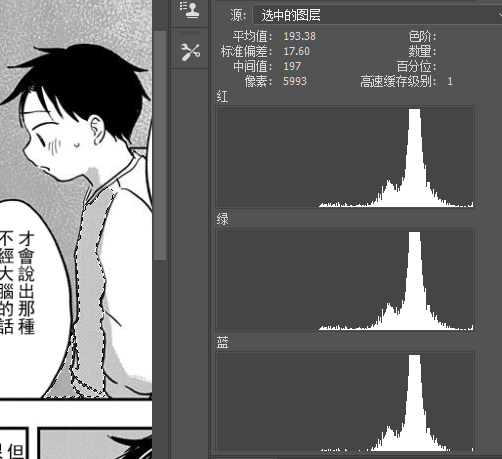 才會說出那種
不經大腦的話
但
源: 选中的图层
平均值: 193.38
标准偏差: 17.60
中间值: 197
像素: 5993
色阶:
数量:
百分位:
高速缓存级别: 1
红
绿
蓝